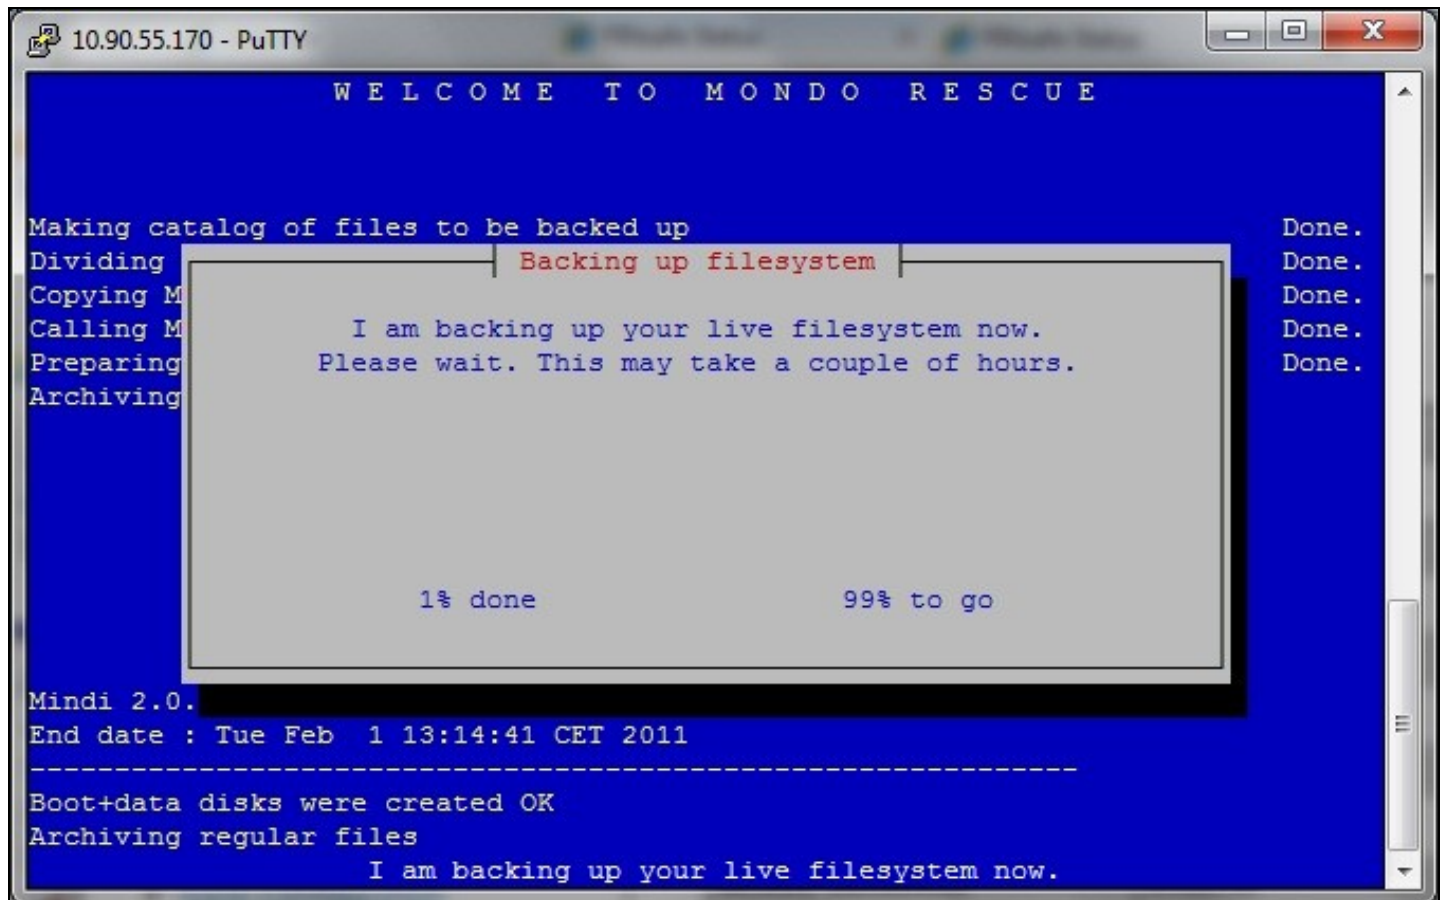 10.90.55.170 - PuTTY
W E L C O M E   T O   M O N D O   R E S C U E
Making catalog of files to be backed up Done.
Dividing Done.
Copying M Done.
Calling M Done.
Preparing Done.
Archiving
Backing up filesystem
I am backing up your live filesystem now.
Please wait. This may take a couple of hours.
1% done 99% to go
Mindi 2.0.
End date : Tue Feb  1 13:14:41 CET 2011
--------------------------------------------------------------
Boot+data disks were created OK
Archiving regular files
I am backing up your live filesystem now.